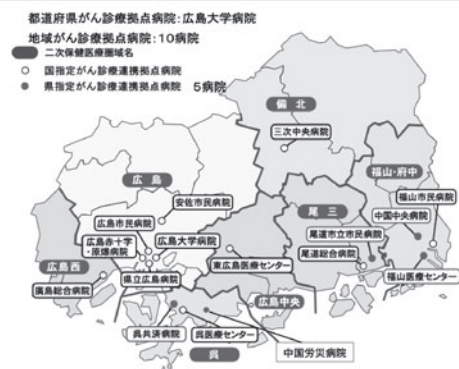 都道府県がん診療拠点病院:広島大学病院
地域がん診療拠点病院:10病院
二次保健医療圏域名
国指定がん診療連携拠点病院
県指定がん診療連携拠点病院 5病院
備北
三次中央病院
広島
福山・府中
安佐市民病院
福山市民病院
広島市民病院
尾三
中国中央病院
広島赤十字・原爆病院
広島大学病院
尾道市立市民病院
広島西
東広島医療センター
尾道総合病院
廣島総合病院
県立広島病院
福山医療センター
広島中央
呉共済病院
呉医療センター
中国労災病院
呉